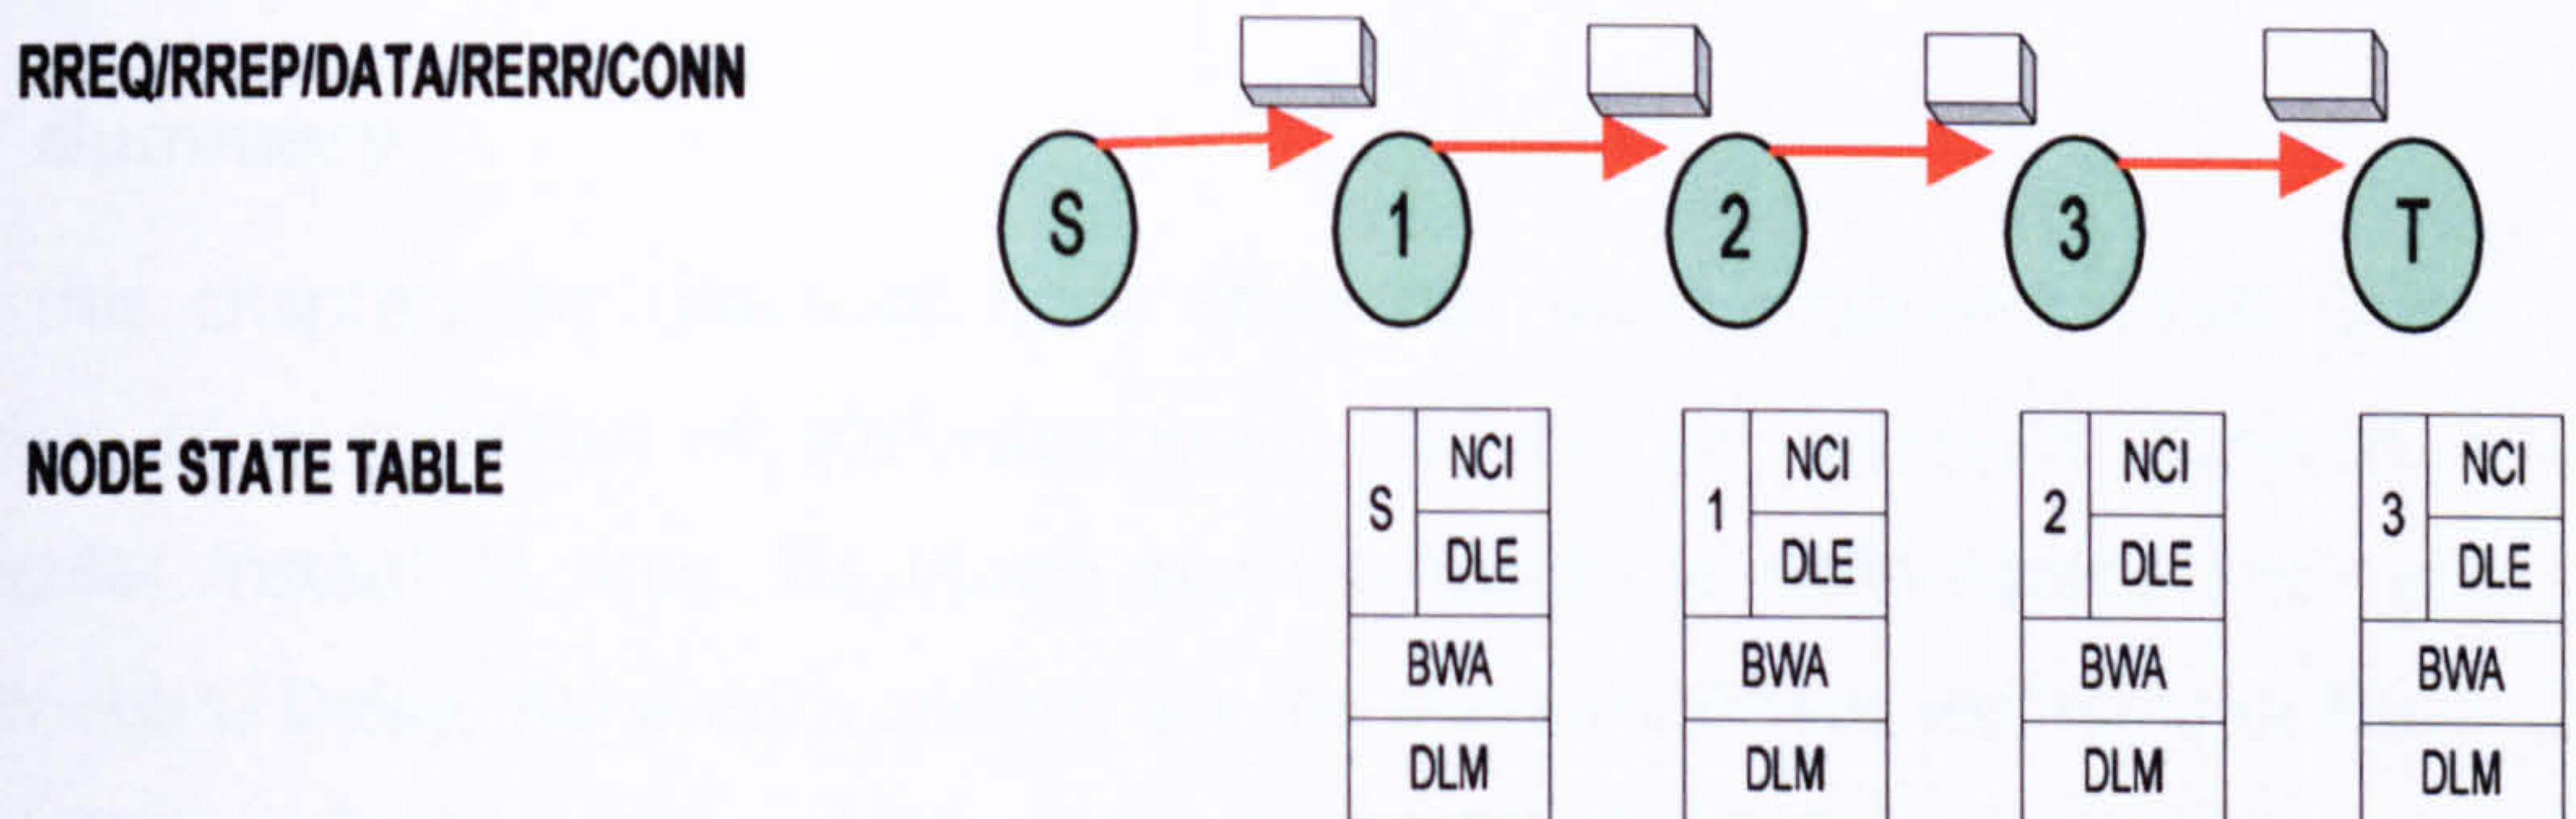 RREQ/RREP/DATA/RERR/CONN
S 1 2 3 T
NODE STATE TABLE
S NCI 1 NCI 2 NCI 3 NCI
DLE DLE DLE DLE
BWA BWA BWA BWA
DLM DLM DLM DLM